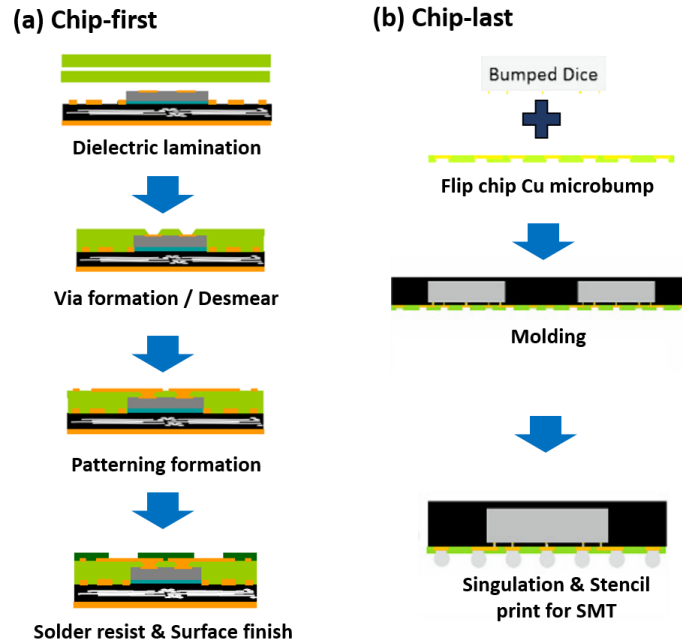 (a) Chip-first
Dielectric lamination
Via formation / Desmear
Patterning formation
Solder resist & Surface finish
(b) Chip-last
Bumped Dice
Flip chip Cu microbump
Molding
Singulation & Stencil
print for SMT